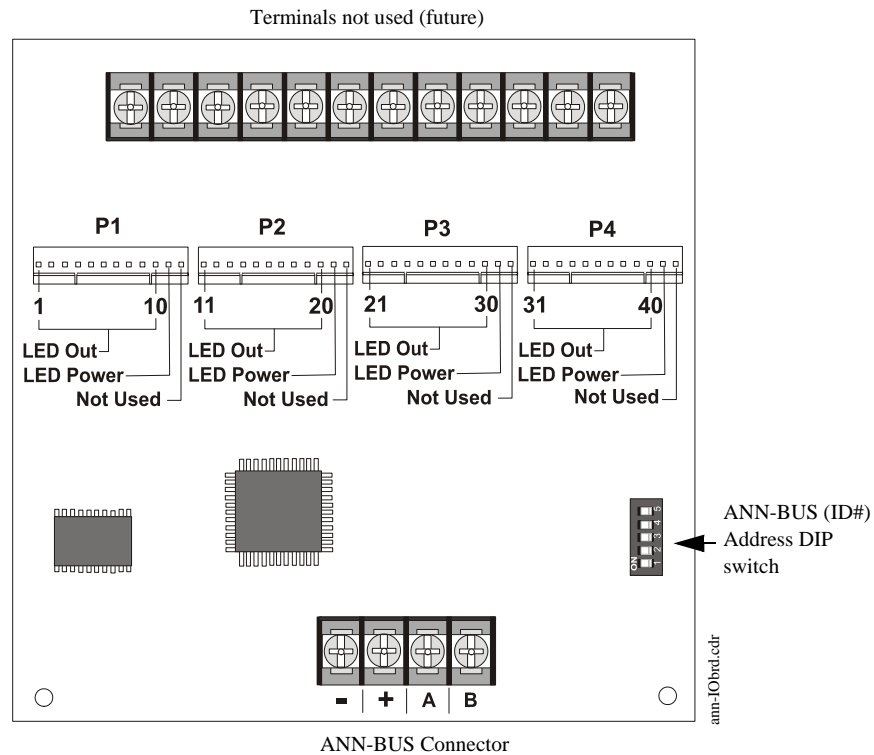 Terminals not used (future)
P1 P2 P3 P4
1 10 11 20 21 30 31 40
LED Out LED Out LED Out LED Out
LED Power LED Power LED Power LED Power
Not Used Not Used Not Used Not Used
ANN-BUS (ID#)
Address DIP
switch
ON 1 2 3 4 5
ann-IObrd.cdr
- + A B
ANN-BUS Connector